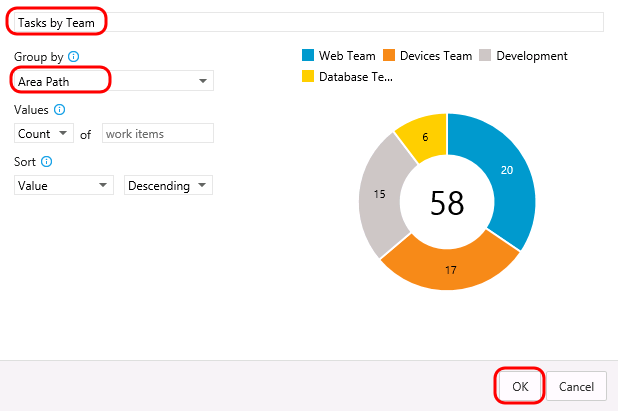 Tasks by Team
Group by
Area Path
Values
Count of work items
Sort
Value Descending
Web Team Devices Team Development
Database Te...
6
20
15
58
17
OK Cancel